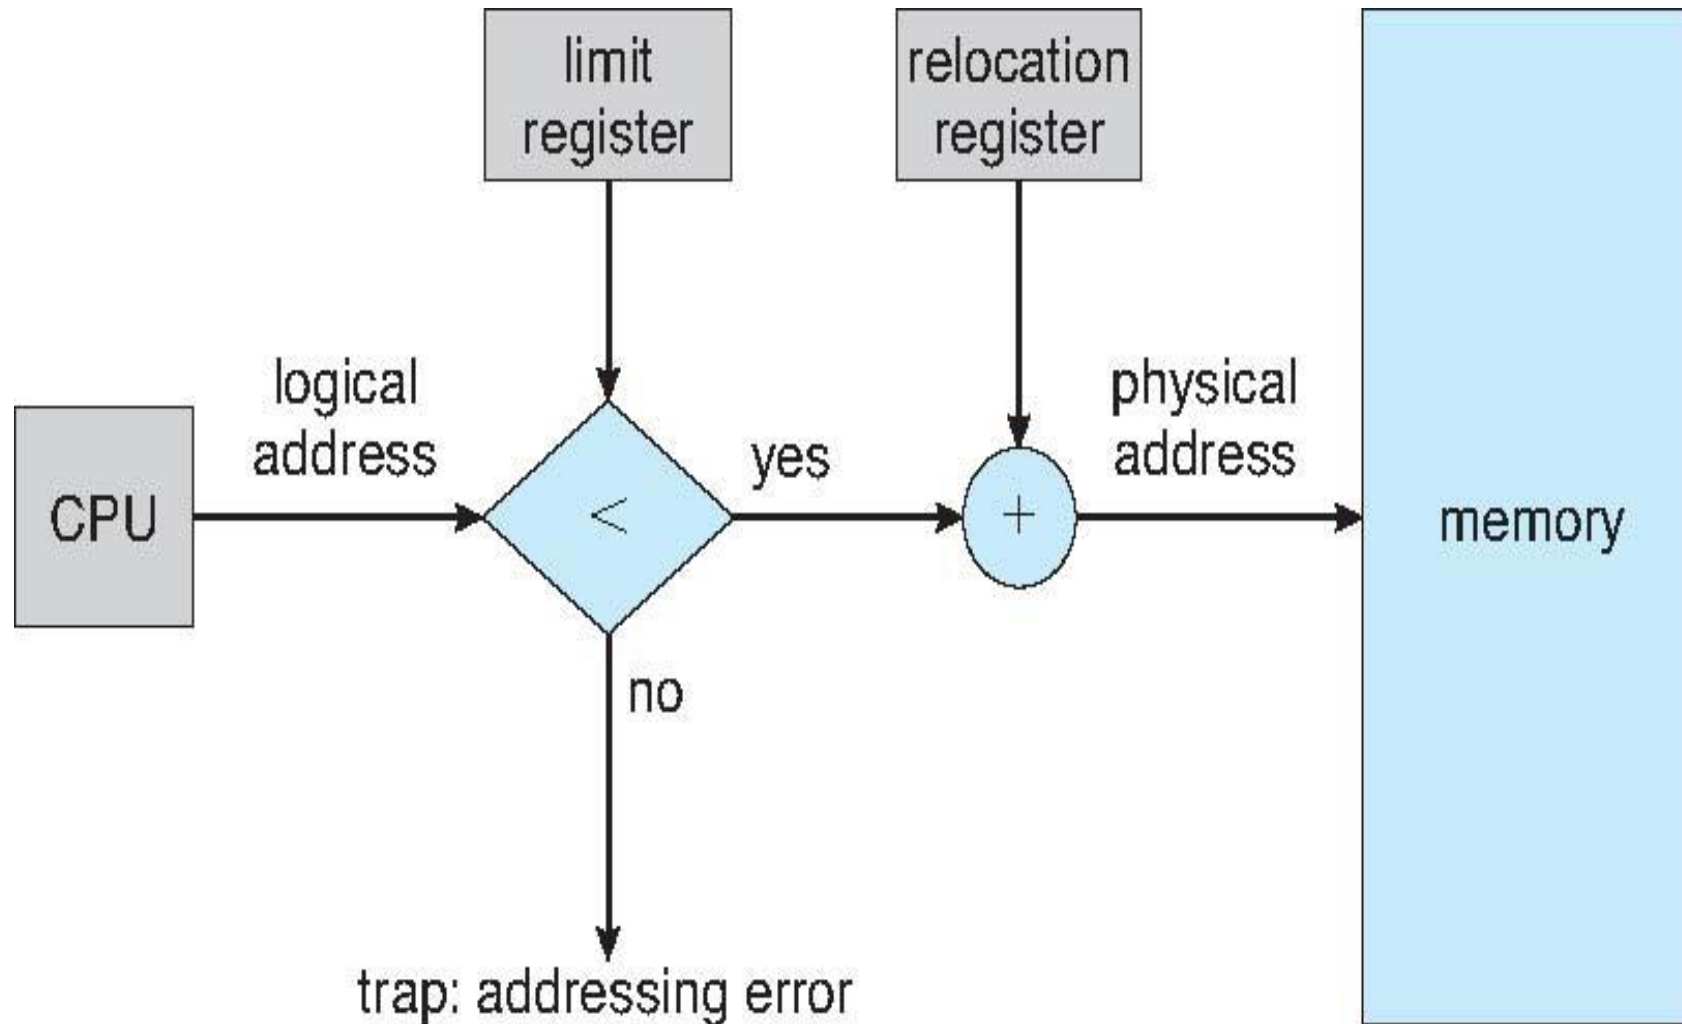 limit
register
relocation
register
logical
address
physical
address
CPU
<
yes
+
memory
no
trap: addressing error